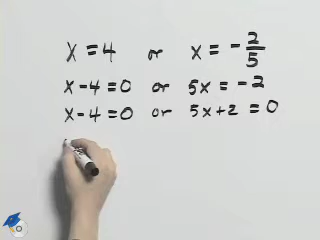 x = 4 or x = -2/5
x - 4 = 0 or 5x = -2
x - 4 = 0 or 5x + 2 = 0